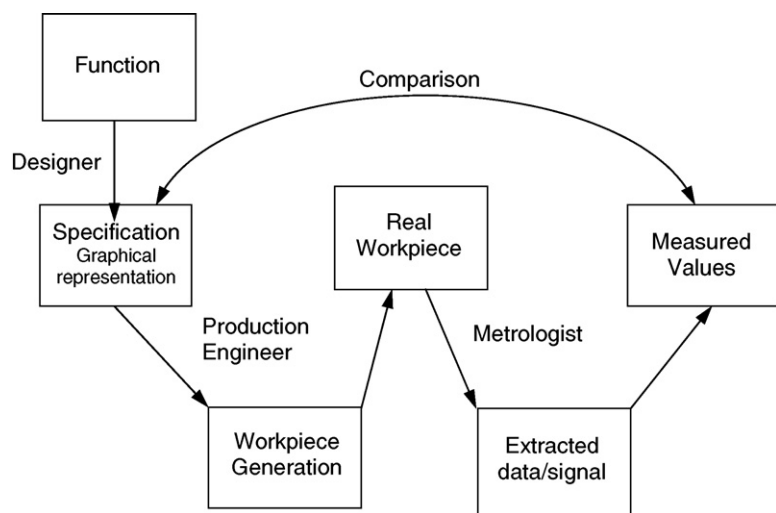 Function
Comparison
Designer
Specification
Graphical
representation
Real
Workpiece
Measured
Values
Production
Engineer
Metrologist
Workpiece
Generation
Extracted
data/signal